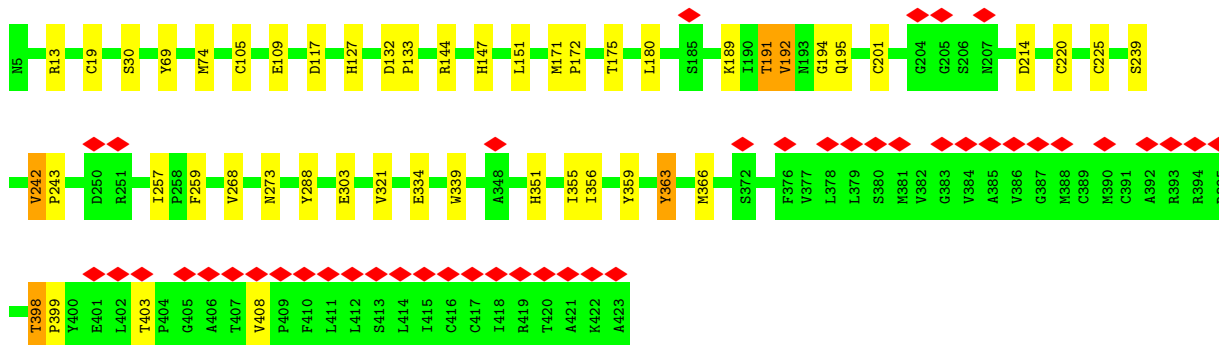 N5 R13 C19 S30 Y69 M74 C105 E109 D117 H127 D132 P133 R144 H147 L151 M171 P172 T175 L180 S185 K189 I190 T191 V192 N193 G194 Q195 C201 G204 G205 S206 N207 D214 C220 C225 S239
V242 P243 D250 R251 I257 P258 F259 V268 N273 Y288 E303 V321 E334 W339 A348 H351 I355 I356 Y359 Y363 M366 S372 F376 V377 L378 L379 S380 M381 V382 G383 V384 A385 V386 G387 M388 C389 M390 C391 A392 R393 R394
T398 P399 Y400 E401 L402 T403 P404 G405 A406 T407 V408 P409 F410 L411 L412 S413 L414 I415 C416 C417 I418 R419 T420 A421 K422 A423